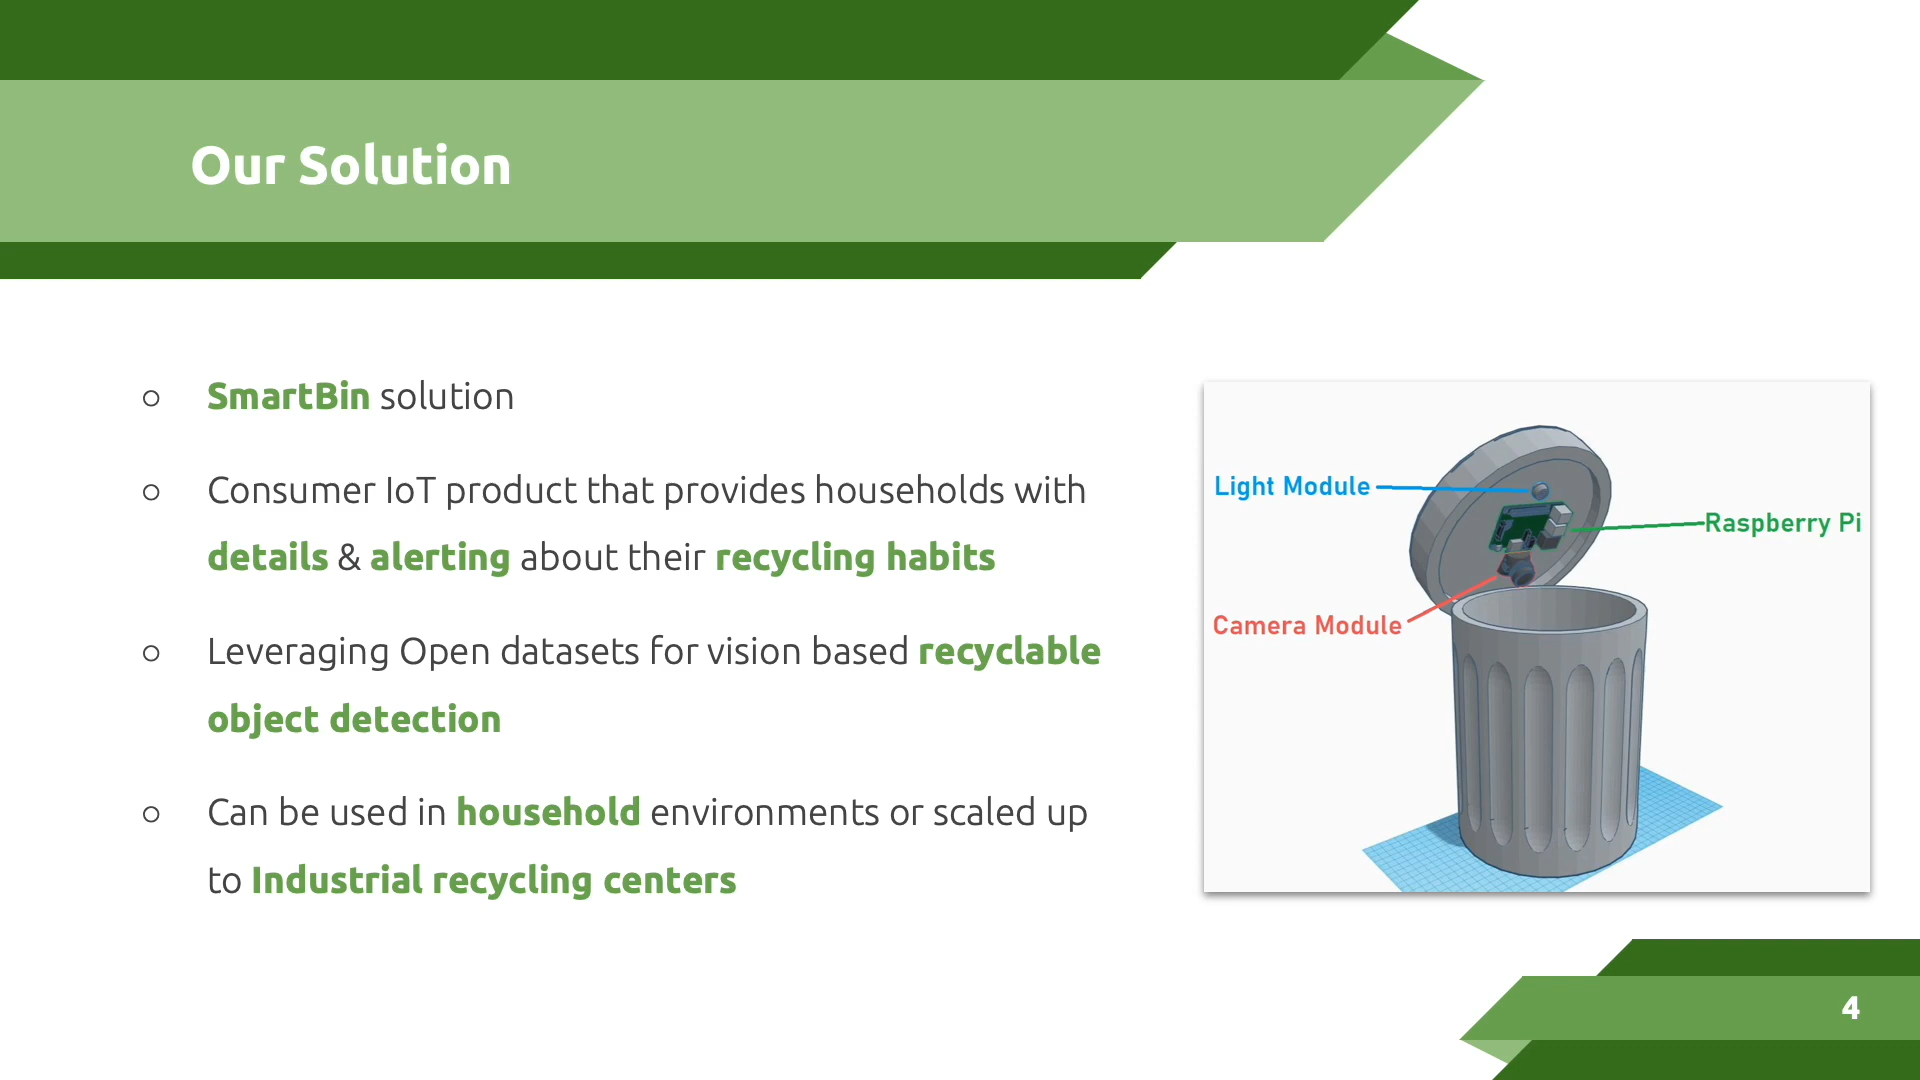 Our Solution
○ SmartBin solution
○ Consumer IoT product that provides households with
details & alerting about their recycling habits
○ Leveraging Open datasets for vision based recyclable
object detection
○ Can be used in household environments or scaled up
to Industrial recycling centers
Light Module
Raspberry Pi
Camera Module
4